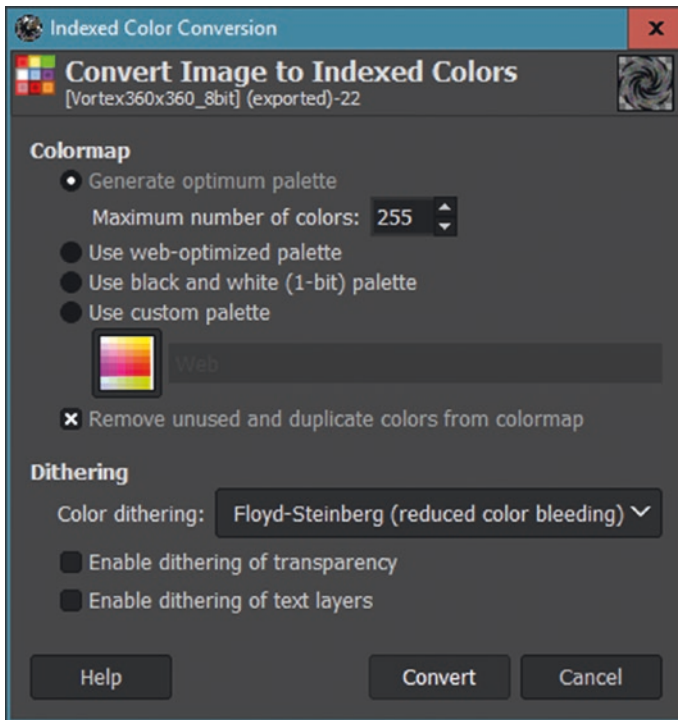 Indexed Color Conversion
x
Convert Image to Indexed Colors
[Vortex360x360_8bit] (exported)-22
Colormap
Generate optimum palette
Maximum number of colors: 255
Use web-optimized palette
Use black and white (1-bit) palette
Use custom palette
Web
Remove unused and duplicate colors from colormap
Dithering
Color dithering: Floyd-Steinberg (reduced color bleeding)
Enable dithering of transparency
Enable dithering of text layers
Help Convert Cancel